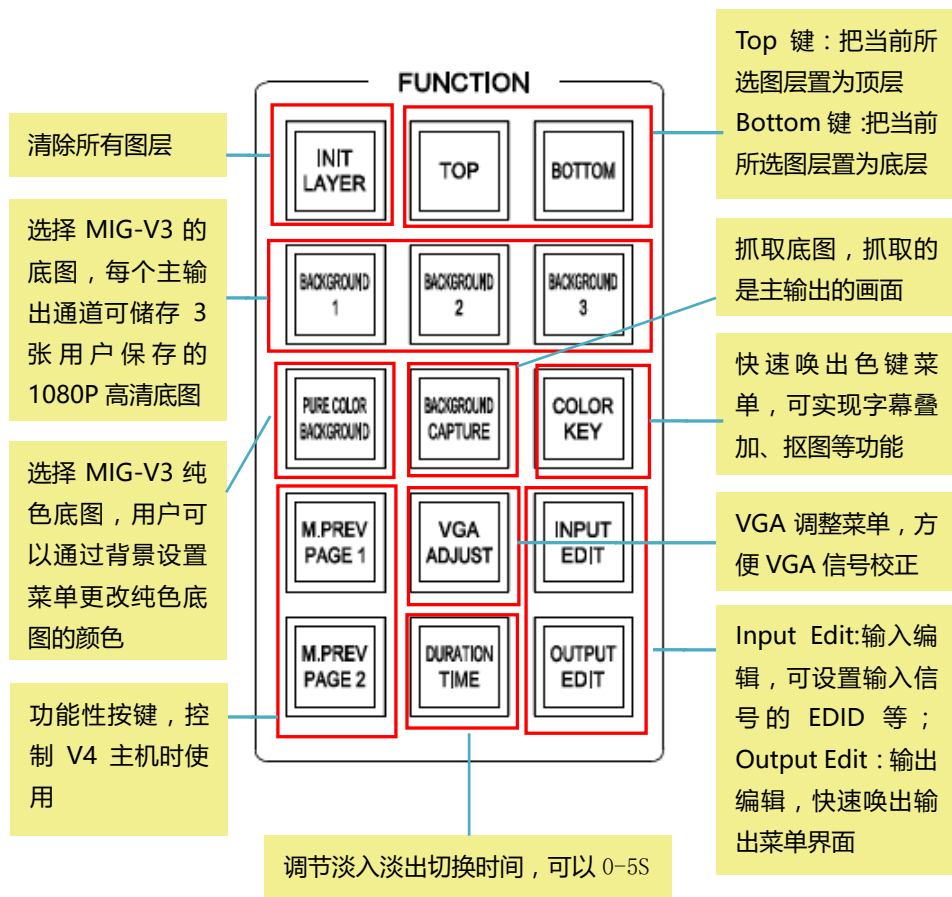 FUNCTION
INIT
LAYER
TOP
BOTTOM
BACKGROUND
1
BACKGROUND
2
BACKGROUND
3
PURE COLOR
BACKGROUND
BACKGROUND
CAPTURE
COLOR
KEY
M.PREV
PAGE 1
VGA
ADJUST
INPUT
EDIT
M.PREV
PAGE 2
DURATION
TIME
OUTPUT
EDIT
清除所有图层
选择 MIG-V3 的
底图，每个主输
出通道可储存 3
张用户保存的
1080P 高清底图
选择 MIG-V3 纯
色底图，用户可
以通过背景设置
菜单更改纯色底
图的颜色
功能性按键，控
制 V4 主机时使
用
Top 键：把当前所
选图层置为顶层
Bottom 键：把当前
所选图层置为底层
抓取底图，抓取的
是主输出的画面
快速唤出色键菜
单，可实现字幕叠
加、抠图等功能
VGA 调整菜单，方
便 VGA 信号校正
Input Edit:输入编
辑，可设置输入信
号的 EDID 等；
Output Edit：输出
编辑，快速唤出输
出菜单界面
调节淡入淡出切换时间，可以 0-5S